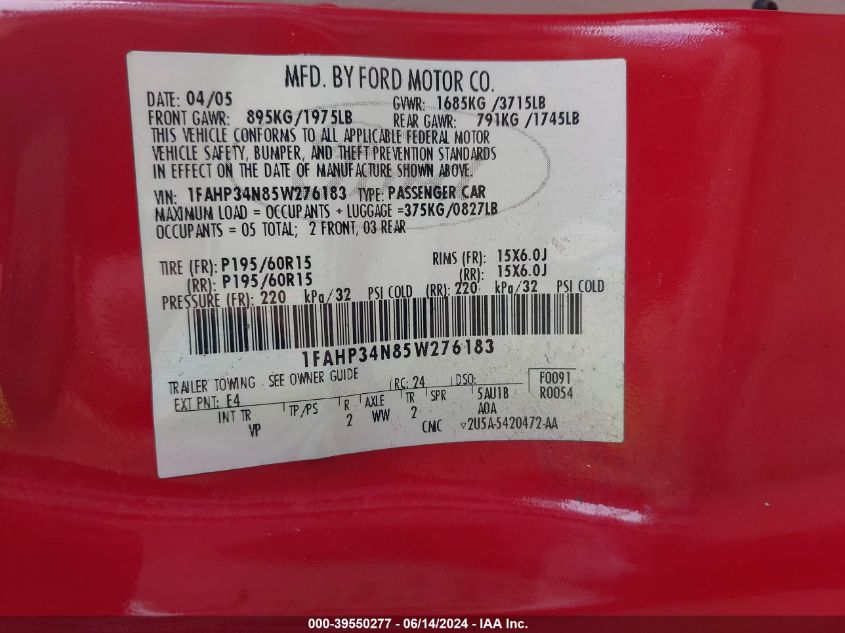 MFD. BY FORD MOTOR CO.
DATE: 04/05 GVWR: 1685KG /3715LB
FRONT GAWR: 895KG/1975LB REAR GAWR: 791KG /1745LB
THIS VEHICLE CONFORMS TO ALL APPLICABLE FEDERAL MOTOR
VEHICLE SAFETY, BUMPER, AND THEFT PREVENTION STANDARDS
IN EFFECT ON THE DATE OF MANUFACTURE SHOWN ABOVE.
VIN: 1FAHP34N85W276183 TYPE: PASSENGER CAR
MAXIMUM LOAD = OCCUPANTS + LUGGAGE =375KG/0827LB
OCCUPANTS = 05 TOTAL; 2 FRONT, 03 REAR
TIRE (FR): P195/60R15 RIMS (FR): 15X6.0J
(RR): P195/60R15 (RR): 15X6.0J
PRESSURE (FR): 220 kPa/32 PSI COLD (RR): 220 kPa/32 PSI COLD
1FAHP34N85W276183
TRAILER TOWING - SEE OWNER GUIDE RC: 24 DSO: F0091
EXT PNT: E4 R0054
INT TR TP/PS R AXLE TR SPR 5AU1B
VP 2 WW 2 A0A
CMC ▿2U5A-5420472-AA
000-39550277 - 06/14/2024 - IAA Inc.